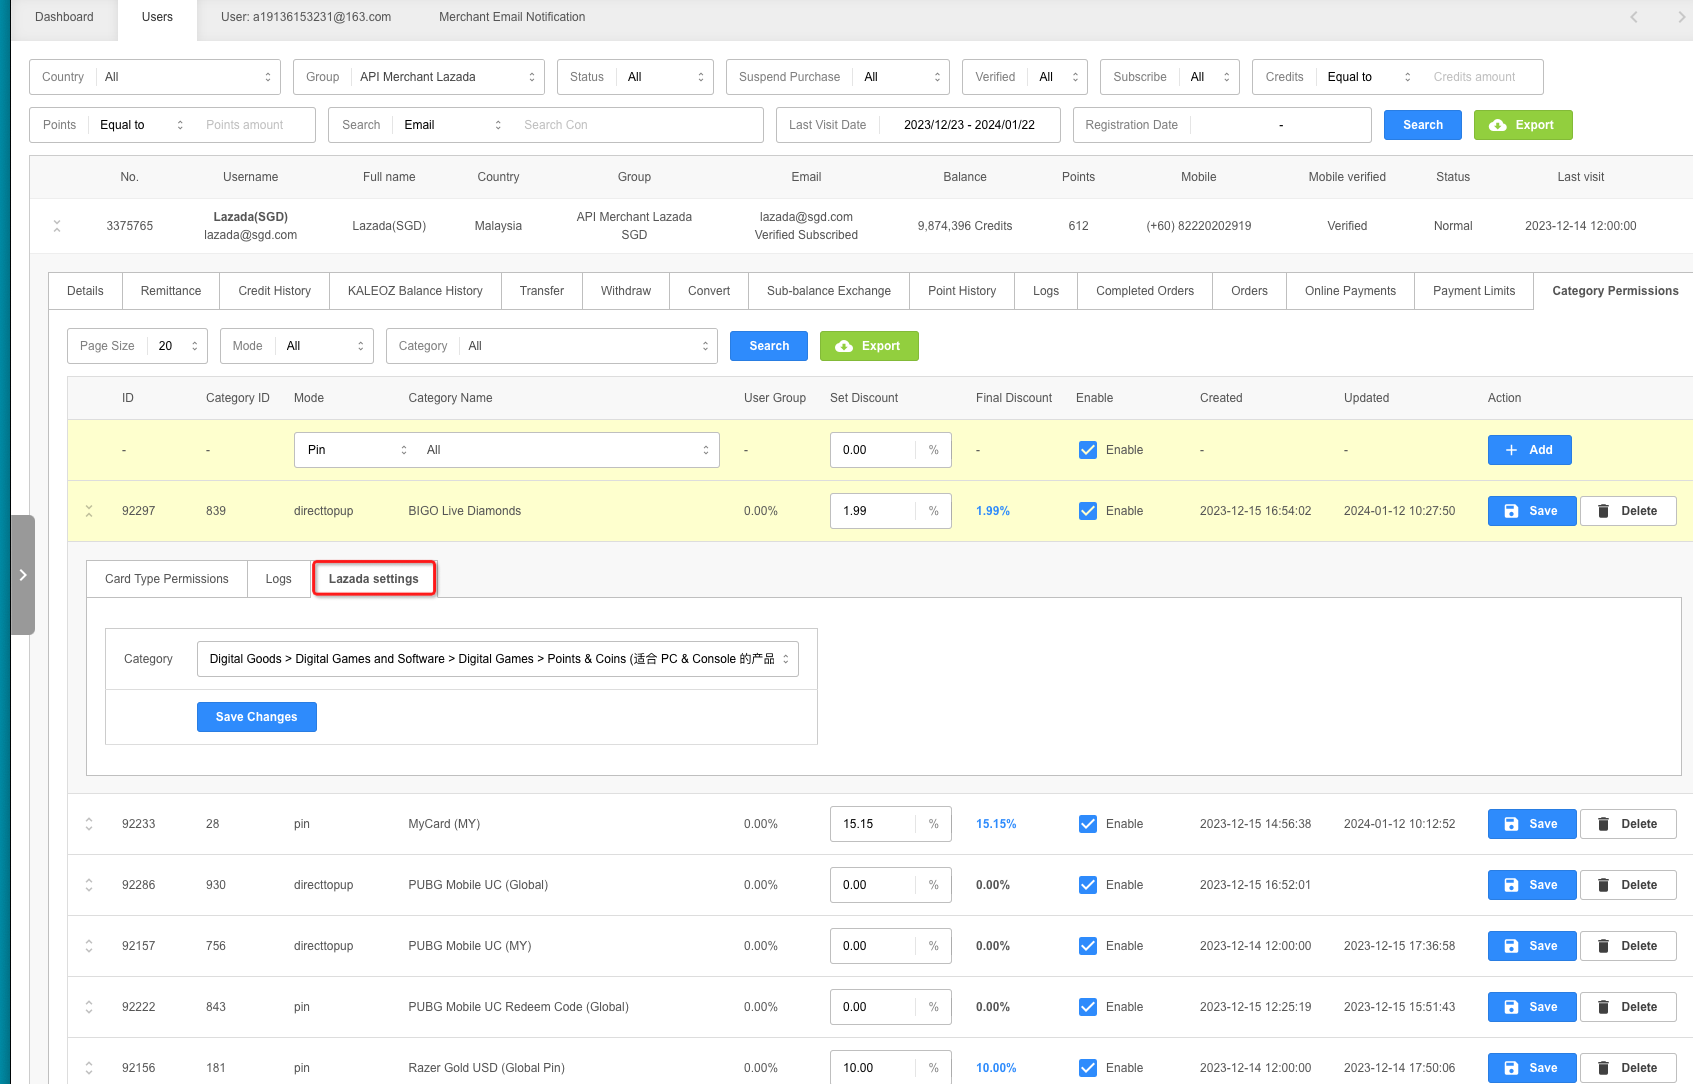 Dashboard Users User: a19136153231@163.com Merchant Email Notification
Country All Group API Merchant Lazada Status All Suspend Purchase All Verified All Subscribe All Credits Equal to Credits amount
Points Equal to Points amount Search Email Search Con Last Visit Date 2023/12/23 - 2024/01/22 Registration Date - Search Export
No. Username Full name Country Group Email Balance Points Mobile Mobile verified Status Last visit
3375765 Lazada(SGD) Lazada(SGD) Malaysia API Merchant Lazada lazada@sgd.com 9,874,396 Credits 612 (+60) 82220202919 Verified Normal 2023-12-14 12:00:00
lazada@sgd.com SGD Verified Subscribed
Details Remittance Credit History KALEOZ Balance History Transfer Withdraw Convert Sub-balance Exchange Point History Logs Completed Orders Orders Online Payments Payment Limits Category Permissions
Page Size 20 Mode All Category All Search Export
ID Category ID Mode Category Name User Group Set Discount Final Discount Enable Created Updated Action
- - Pin All - 0.00 % - Enable - - + Add
92297 839 directtopup BIGO Live Diamonds 0.00% 1.99 % 1.99% Enable 2023-12-15 16:54:02 2024-01-12 10:27:50 Save Delete
Card Type Permissions Logs Lazada settings
Category Digital Goods > Digital Games and Software > Digital Games > Points & Coins (适合 PC & Console 的产品
Save Changes
92233 28 pin MyCard (MY) 0.00% 15.15 % 15.15% Enable 2023-12-15 14:56:38 2024-01-12 10:12:52 Save Delete
92286 930 directtopup PUBG Mobile UC (Global) 0.00% 0.00 % 0.00% Enable 2023-12-15 16:52:01 Save Delete
92157 756 directtopup PUBG Mobile UC (MY) 0.00% 0.00 % 0.00% Enable 2023-12-14 12:00:00 2023-12-15 17:36:58 Save Delete
92222 843 pin PUBG Mobile UC Redeem Code (Global) 0.00% 0.00 % 0.00% Enable 2023-12-15 12:25:19 2023-12-15 15:51:43 Save Delete
92156 181 pin Razer Gold USD (Global Pin) 0.00% 10.00 % 10.00% Enable 2023-12-14 12:00:00 2023-12-14 17:50:06 Save Delete